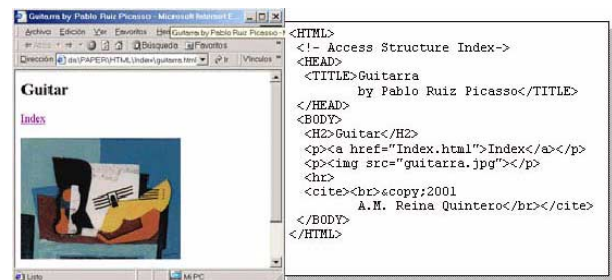 Guitarra by Pablo Ruiz Picasso - Microsoft Internet E...
Archivo Edición Ver Favoritos
Guitarra by Pablo Ruiz Picasso -
Atrás
Búsqueda Favoritos
Dirección
Ir Vínculos
Guitar
Index
Listo
Mi PC
<HTML>
<!- Access Structure Index->
<HEAD>
<TITLE>Guitarra
by Pablo Ruiz Picasso</TITLE>
</HEAD>
<BODY>
<H2>Guitar</H2>
<p><a href="Index.html">Index</a></p>
<p><img src="guitarra.jpg"></p>
<hr>
<cite><br>&copy;2001
A.M. Reina Quintero</br></cite>
</BODY>
</HTML>